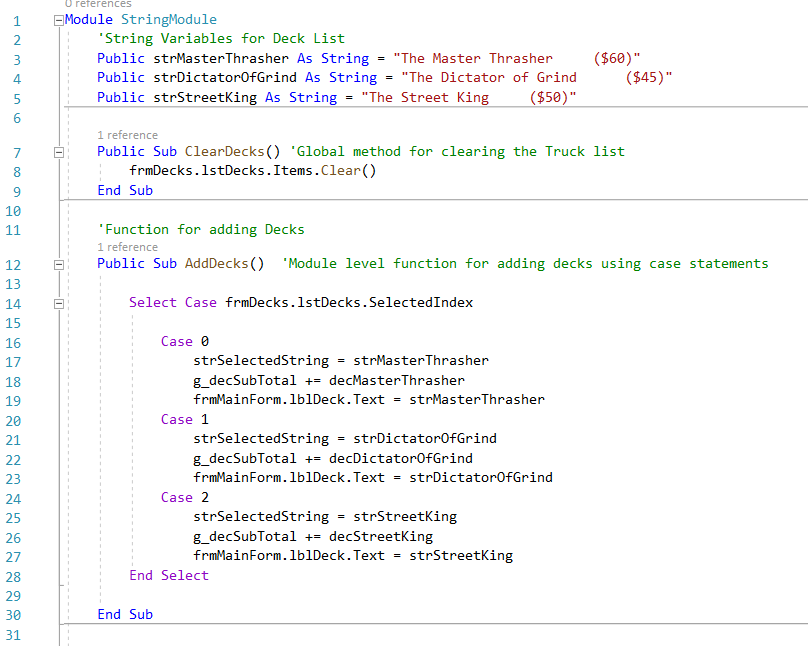 0 references
1 Module StringModule
2 'String Variables for Deck List
3 Public strMasterThrasher As String = "The Master Thrasher     ($60)"
4 Public strDictatorOfGrind As String = "The Dictator of Grind      ($45)"
5 Public strStreetKing As String = "The Street King     ($50)"
6
1 reference
7 Public Sub ClearDecks() 'Global method for clearing the Truck list
8 frmDecks.lstDecks.Items.Clear()
9 End Sub
10
11 'Function for adding Decks
1 reference
12 Public Sub AddDecks()  'Module level function for adding decks using case statements
13
14 Select Case frmDecks.lstDecks.SelectedIndex
15
16 Case 0
17 strSelectedString = strMasterThrasher
18 g_decSubTotal += decMasterThrasher
19 frmMainForm.lblDeck.Text = strMasterThrasher
20 Case 1
21 strSelectedString = strDictatorOfGrind
22 g_decSubTotal += decDictatorOfGrind
23 frmMainForm.lblDeck.Text = strDictatorOfGrind
24 Case 2
25 strSelectedString = strStreetKing
26 g_decSubTotal += decStreetKing
27 frmMainForm.lblDeck.Text = strStreetKing
28 End Select
29
30 End Sub
31